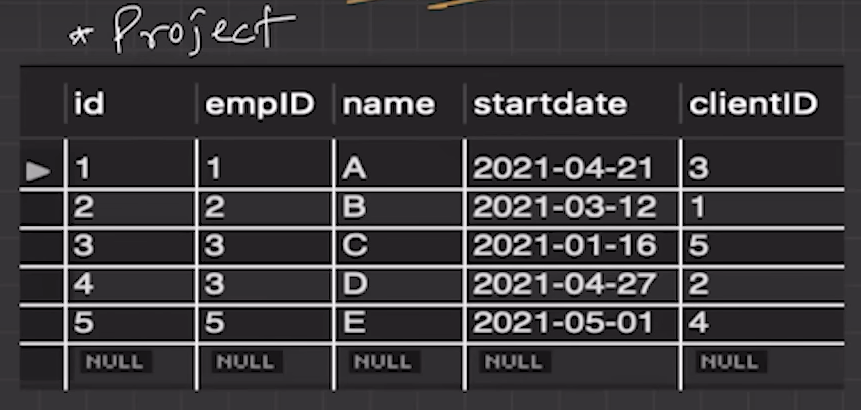 * Project
id empID name startdate clientID
1 1 A 2021-04-21 3
2 2 B 2021-03-12 1
3 3 C 2021-01-16 5
4 3 D 2021-04-27 2
5 5 E 2021-05-01 4
NULL NULL NULL NULL NULL